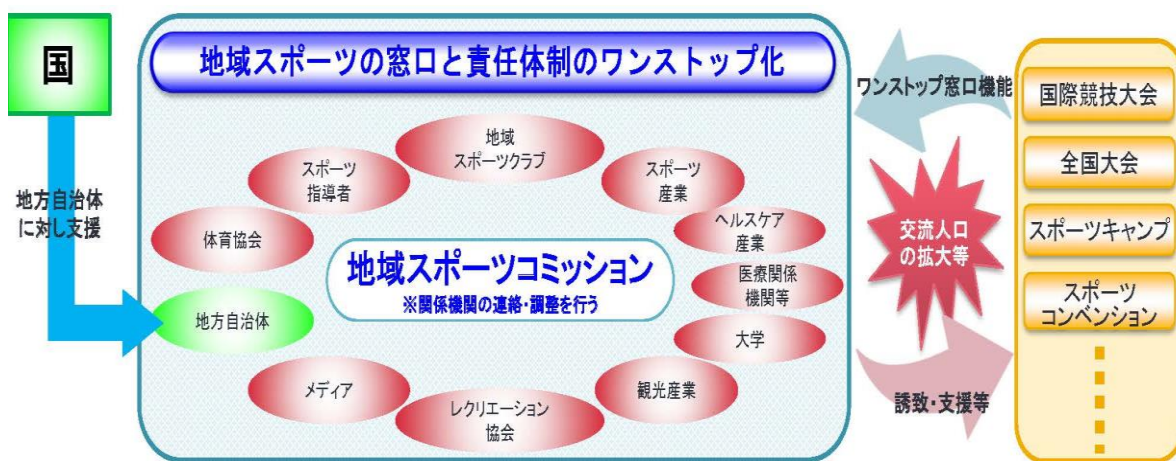 国
地方自治体
に対し支援
地域スポーツの窓口と責任体制のワンストップ化
地域
スポーツクラブ
スポーツ
指導者
スポーツ
産業
体育協会
ヘルスケア
産業
地域スポーツコミッション
※関係機関の連絡・調整を行う
医療関係
機関等
地方自治体
大学
メディア
観光産業
レクリエーション
協会
ワンストップ窓口機能
交流人口
の拡大等
誘致・支援等
国際競技大会
全国大会
スポーツキャンプ
スポーツ
コンベンション